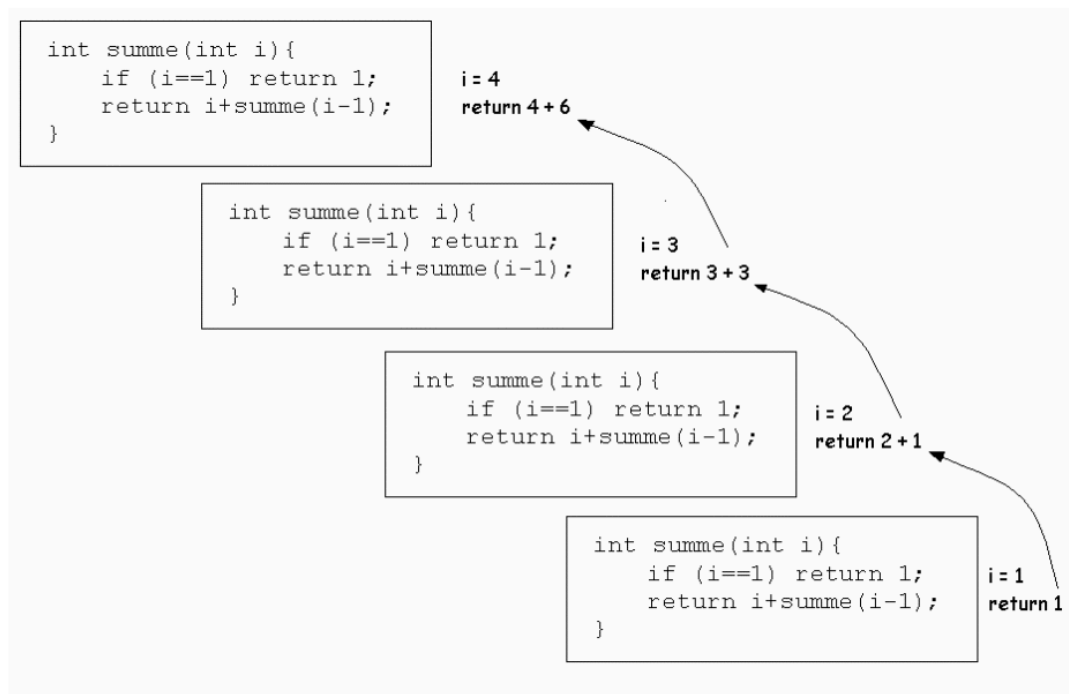 int summe(int i){
if (i==1) return 1;
return i+summe(i-1);
}
i = 4
return 4 + 6
int summe(int i){
if (i==1) return 1;
return i+summe(i-1);
}
i = 3
return 3 + 3
int summe(int i){
if (i==1) return 1;
return i+summe(i-1);
}
i = 2
return 2 + 1
int summe(int i){
if (i==1) return 1;
return i+summe(i-1);
}
i = 1
return 1